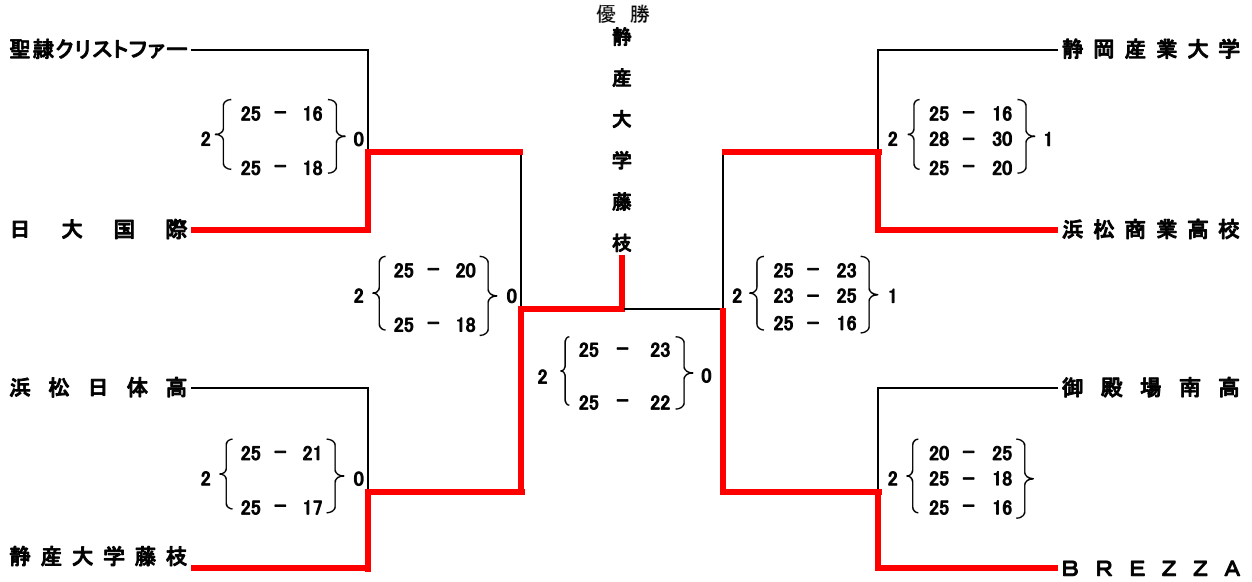 優勝
静産大学藤枝
聖隷クリストファー
2 25 － 16 0
25 － 18
日大国際
2 25 － 20 0
25 － 18
浜松日体高
2 25 － 21 0
25 － 17
静産大学藤枝
2 25 － 23 0
25 － 22
静岡産業大学
2 25 － 16 1
28 － 30
25 － 20
浜松商業高校
2 25 － 23 1
23 － 25
25 － 16
御殿場南高
2 20 － 25
25 － 18
25 － 16
ＢＲＥＺＺＡ